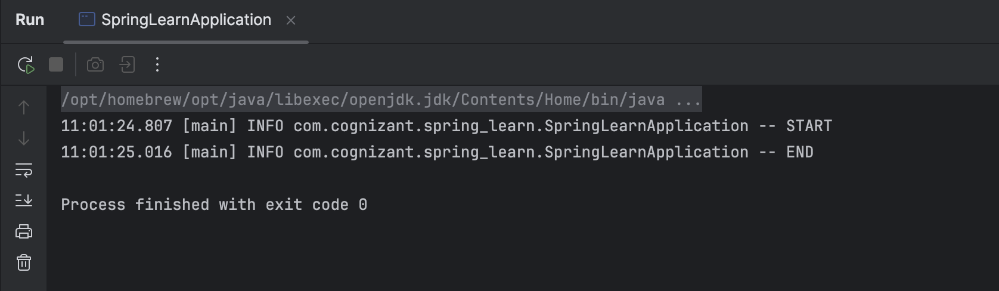 Run
SpringLearnApplication
/opt/homebrew/opt/java/libexec/openjdk.jdk/Contents/Home/bin/java ...
11:01:24.807 [main] INFO com.cognizant.spring_learn.SpringLearnApplication -- START
11:01:25.016 [main] INFO com.cognizant.spring_learn.SpringLearnApplication -- END
Process finished with exit code 0